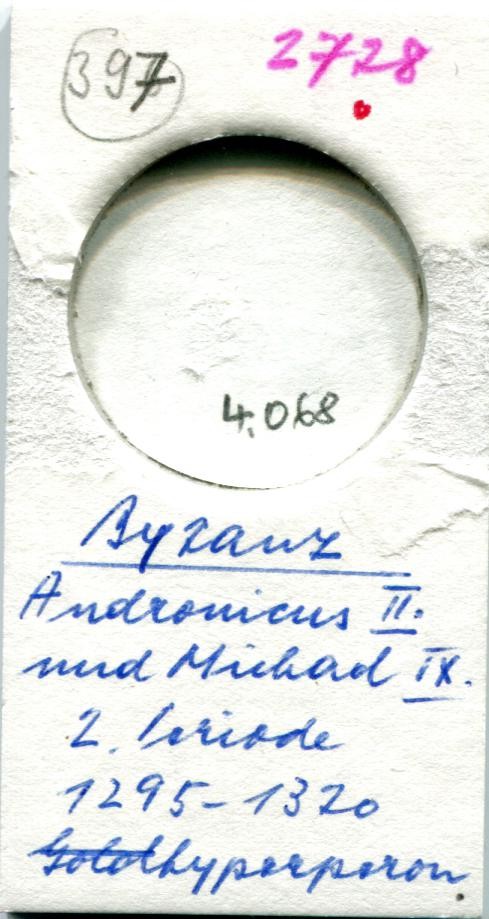 397 2728
4.068
Byzanz
Andronicus II.
und Michael IX.
2. Periode
1295-1320
Goldhyperperon